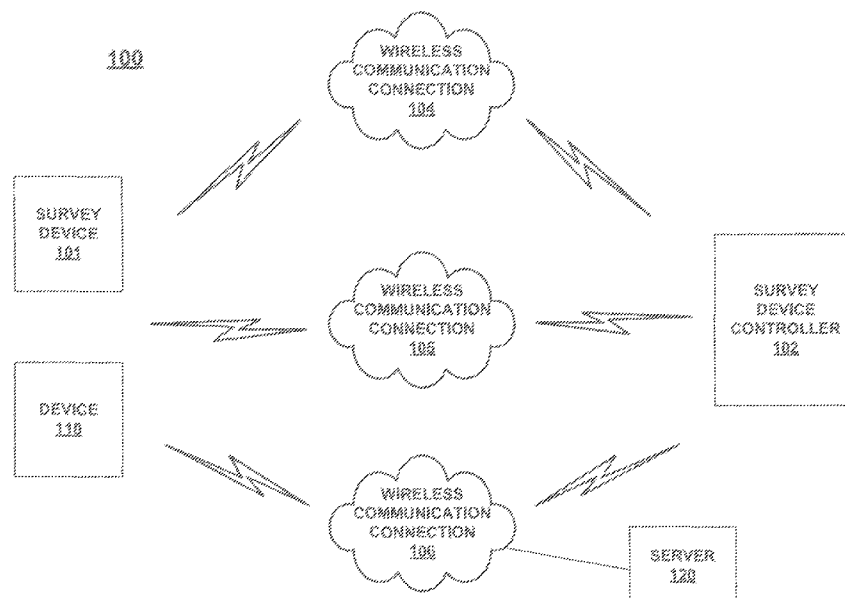 100
WIRELESS
COMMUNICATION
CONNECTION
104
SURVEY
DEVICE
101
WIRELESS
COMMUNICATION
CONNECTION
105
SURVEY
DEVICE
CONTROLLER
102
DEVICE
110
WIRELESS
COMMUNICATION
CONNECTION
106
SERVER
120